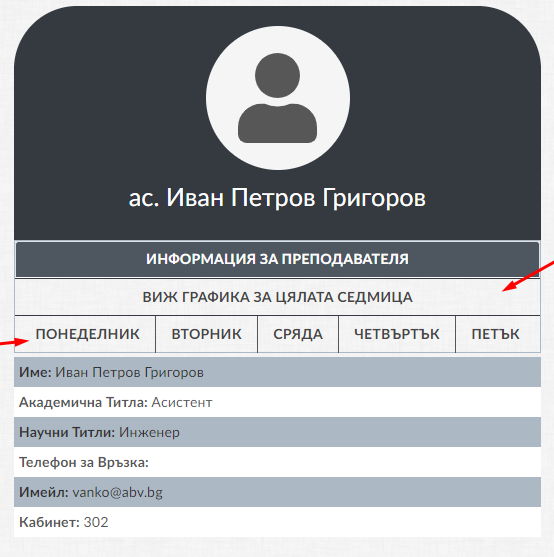 ас. Иван Петров Григоров
ИНФОРМАЦИЯ ЗА ПРЕПОДАВАТЕЛЯ
ВИЖ ГРАФИКА ЗА ЦЯЛАТА СЕДМИЦА
ПОНЕДЕЛНИК ВТОРНИК СРЯДА ЧЕТВЪРТЪК ПЕТЪК
Име: Иван Петров Григоров
Академична Титла: Асистент
Научни Титли: Инженер
Телефон за Връзка:
Имейл: vanko@abv.bg
Кабинет: 302